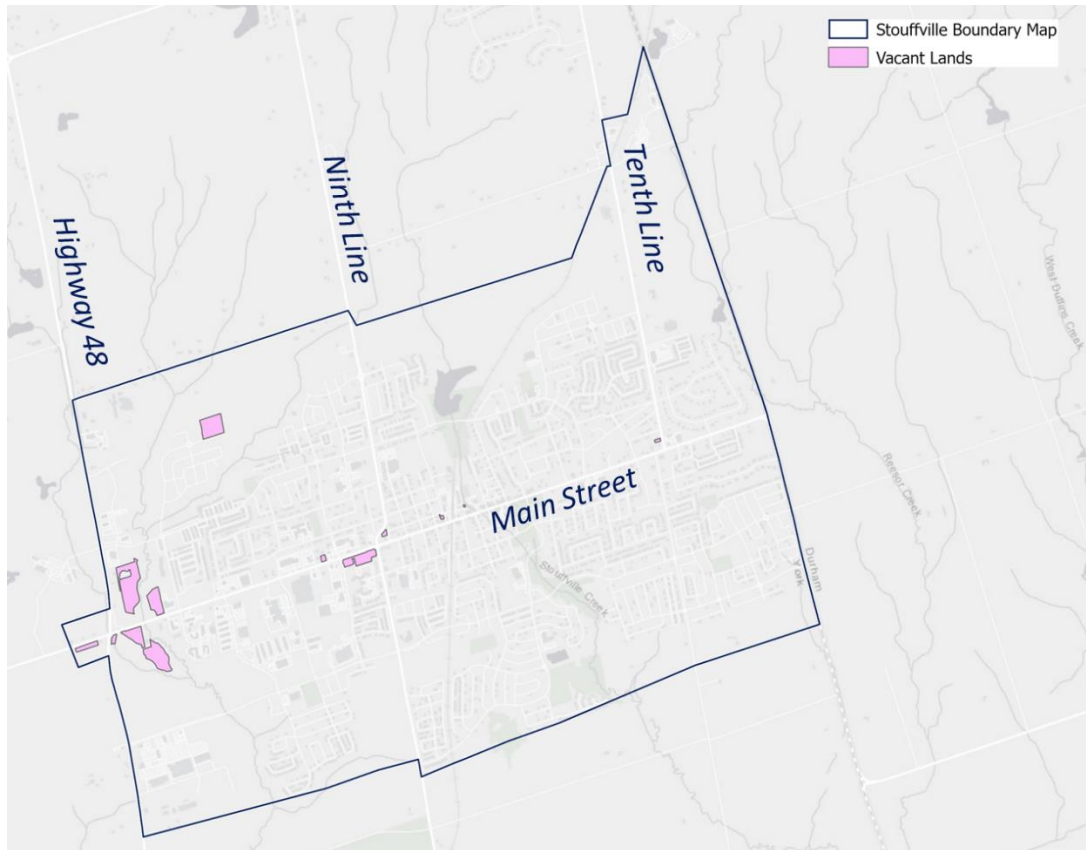 Stouffville Boundary Map
Vacant Lands
Highway 48
Ninth Line
Tenth Line
Main Street
West Duffins Creek
Reesor Creek
Stouffville Creek
Durham
York